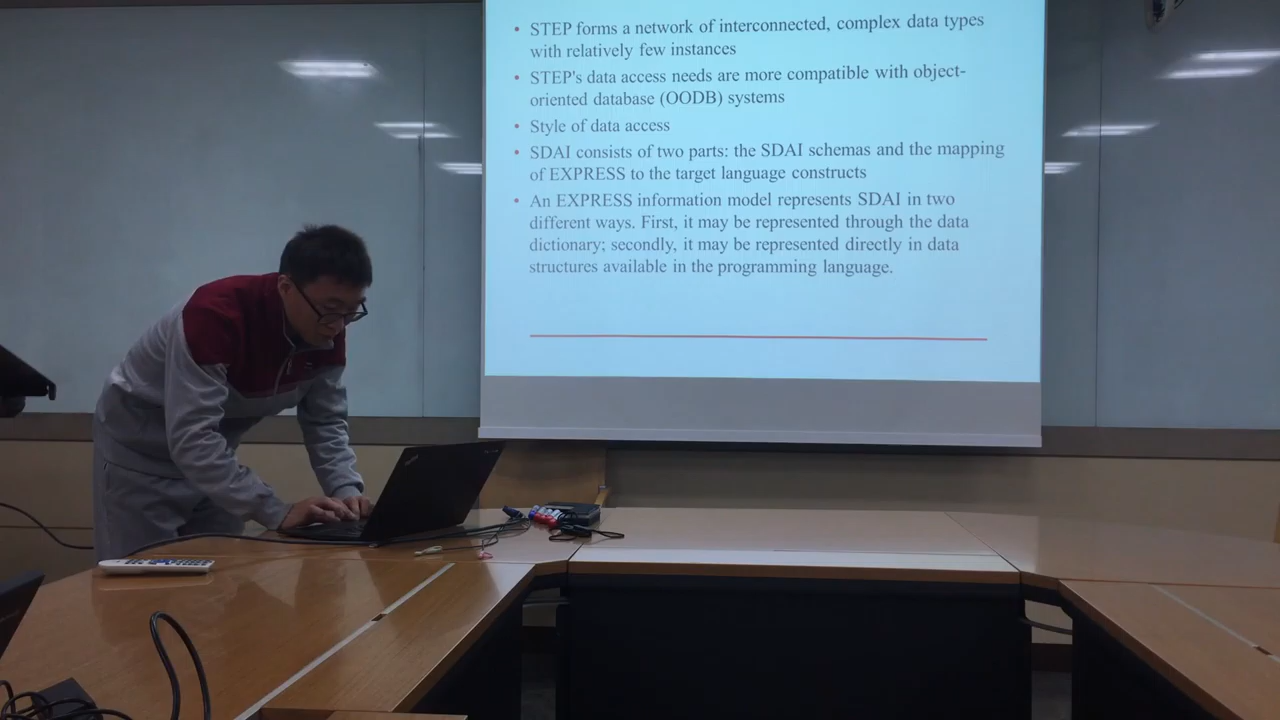 • STEP forms a network of interconnected, complex data types
with relatively few instances
• STEP's data access needs are more compatible with object-
oriented database (OODB) systems
• Style of data access
• SDAI consists of two parts: the SDAI schemas and the mapping
of EXPRESS to the target language constructs
• An EXPRESS information model represents SDAI in two
different ways. First, it may be represented through the data
dictionary; secondly, it may be represented directly in data
structures available in the programming language.